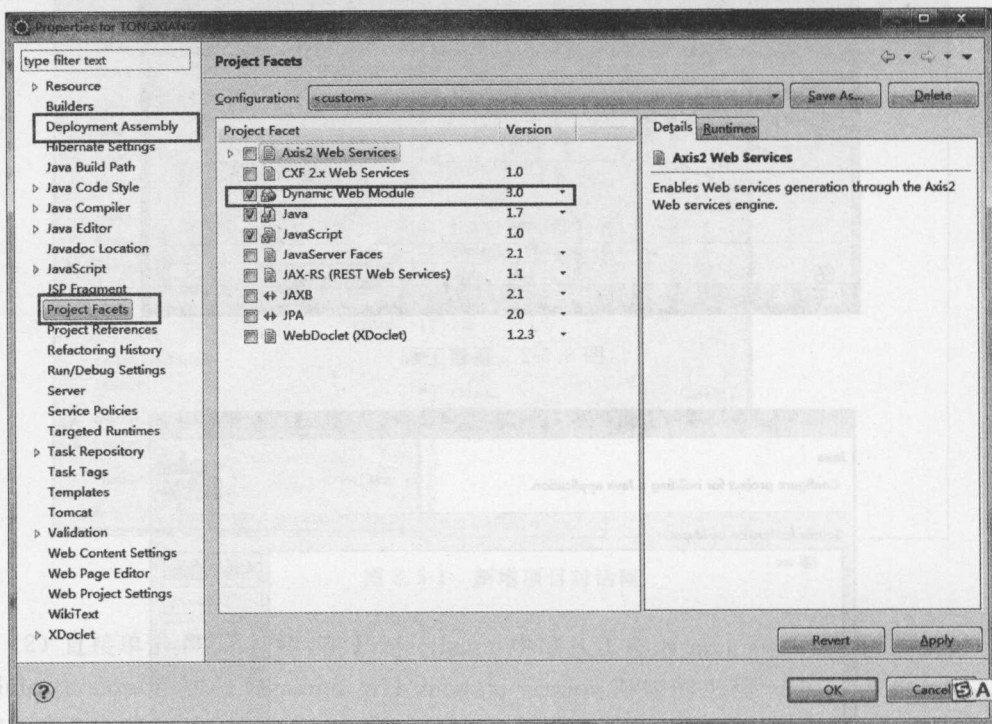 Properties for TONGXIANG
type filter text
Resource
Builders
Deployment Assembly
Hibernate Settings
Java Build Path
Java Code Style
Java Compiler
Java Editor
Javadoc Location
JavaScript
JSP Fragment
Project Facets
Project References
Refactoring History
Run/Debug Settings
Server
Service Policies
Targeted Runtimes
Task Repository
Task Tags
Templates
Tomcat
Validation
Web Content Settings
Web Page Editor
Web Project Settings
WikiText
XDoclet
Project Facets
Configuration: <custom>
Save As...
Delete
Project Facet Version
Axis2 Web Services
CXF 2.x Web Services 1.0
Dynamic Web Module 3.0
Java 1.7
JavaScript 1.0
JavaServer Faces 2.1
JAX-RS (REST Web Services) 1.1
JAXB 2.1
JPA 2.0
WebDoclet (XDoclet) 1.2.3
Details Runtimes
Axis2 Web Services
Enables Web services generation through the Axis2
Web services engine.
Revert
Apply
OK
Cancel